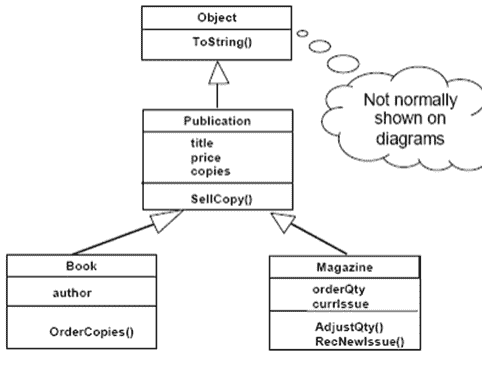 Object
ToString()
Not normally
shown on
diagrams
Publication
title
price
copies
SellCopy()
Book
author
OrderCopies()
Magazine
orderQty
currIssue
AdjustQty()
RecNewIssue()